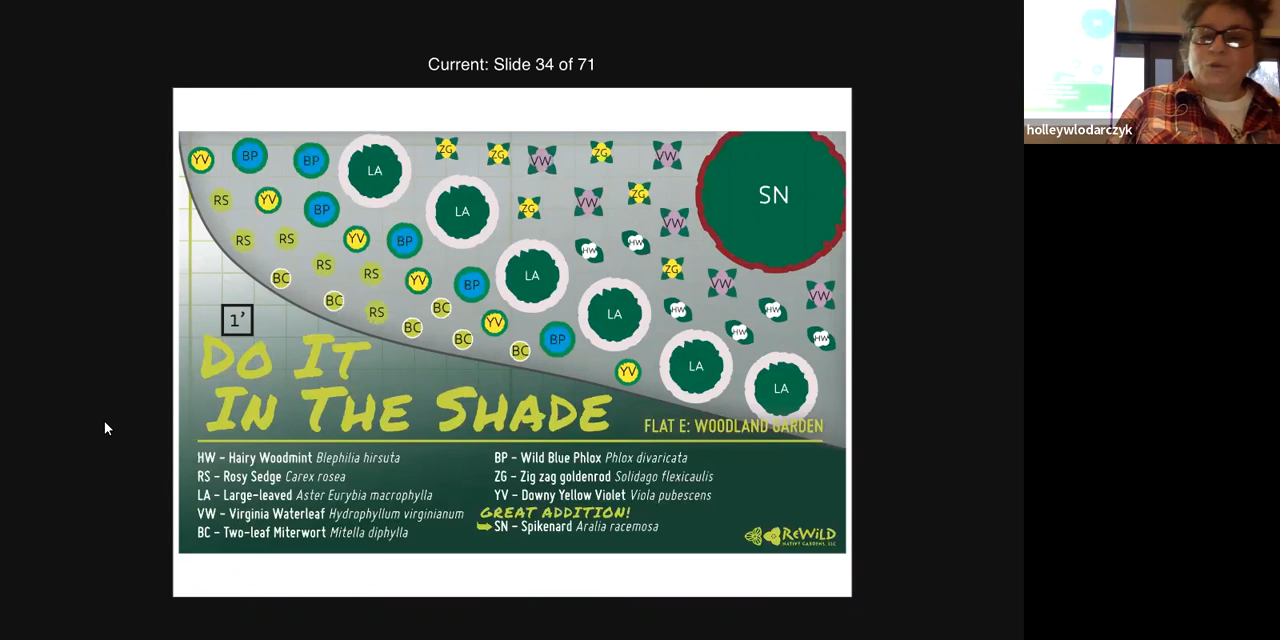 Current: Slide 34 of 71
holleywlodarczyk
YV BP BP LA ZG ZG VW ZG VW
SN
RS YV BP LA ZG VW ZG VW
RS RS YV BP HW HW
BC RS RS YV BP LA ZG VW VW
BC RS BC BC YV LA HW HW HW HW
BC BC BP
YV LA LA
1'
Do It
In The Shade
FLAT E: WOODLAND GARDEN
HW – Hairy Woodmint Blephilia hirsuta
RS – Rosy Sedge Carex rosea
LA – Large-leaved Aster Eurybia macrophylla
VW – Virginia Waterleaf Hydrophyllum virginianum
BC – Two-leaf Miterwort Mitella diphylla
BP – Wild Blue Phlox Phlox divaricata
ZG – Zig zag goldenrod Solidago flexicaulis
YV – Downy Yellow Violet Viola pubescens
GREAT ADDITION!
SN – Spikenard Aralia racemosa
ReWild
NATIVE GARDENS, LLC